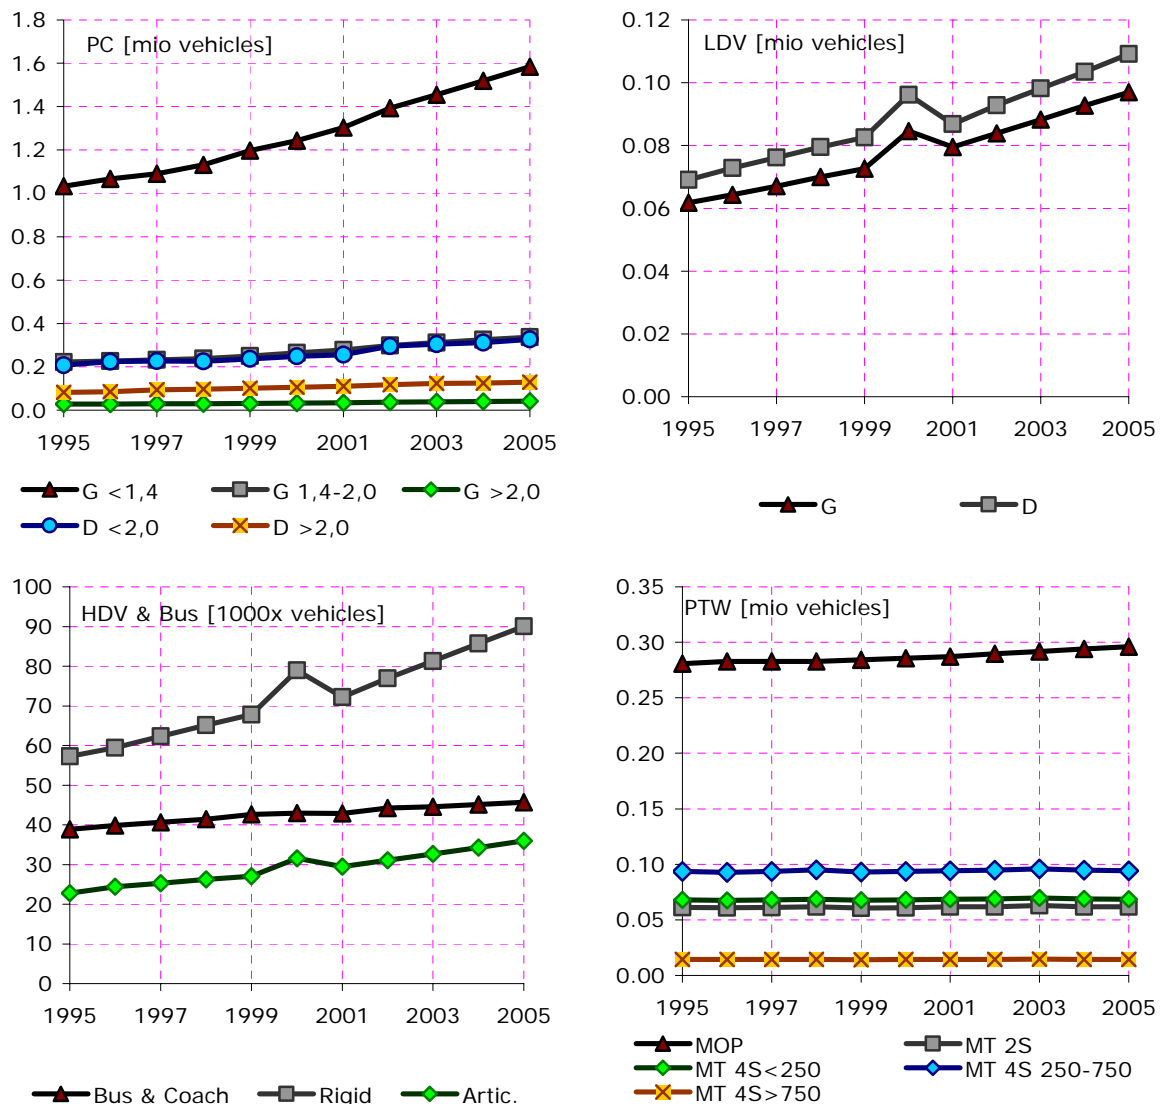 1.8
PC [mio vehicles]
1.6
1.4
1.2
1.0
0.8
0.6
0.4
0.2
0.0
1995 1997 1999 2001 2003 2005
G <1,4 G 1,4-2,0 G >2,0
D <2,0 D >2,0
0.12
LDV [mio vehicles]
0.10
0.08
0.06
0.04
0.02
0.00
1995 1997 1999 2001 2003 2005
G D
100
HDV & Bus [1000x vehicles]
90
80
70
60
50
40
30
20
10
0
1995 1997 1999 2001 2003 2005
Bus & Coach Rigid Artic.
0.35
PTW [mio vehicles]
0.30
0.25
0.20
0.15
0.10
0.05
0.00
1995 1997 1999 2001 2003 2005
MOP MT 2S
MT 4S<250 MT 4S 250-750
MT 4S>750